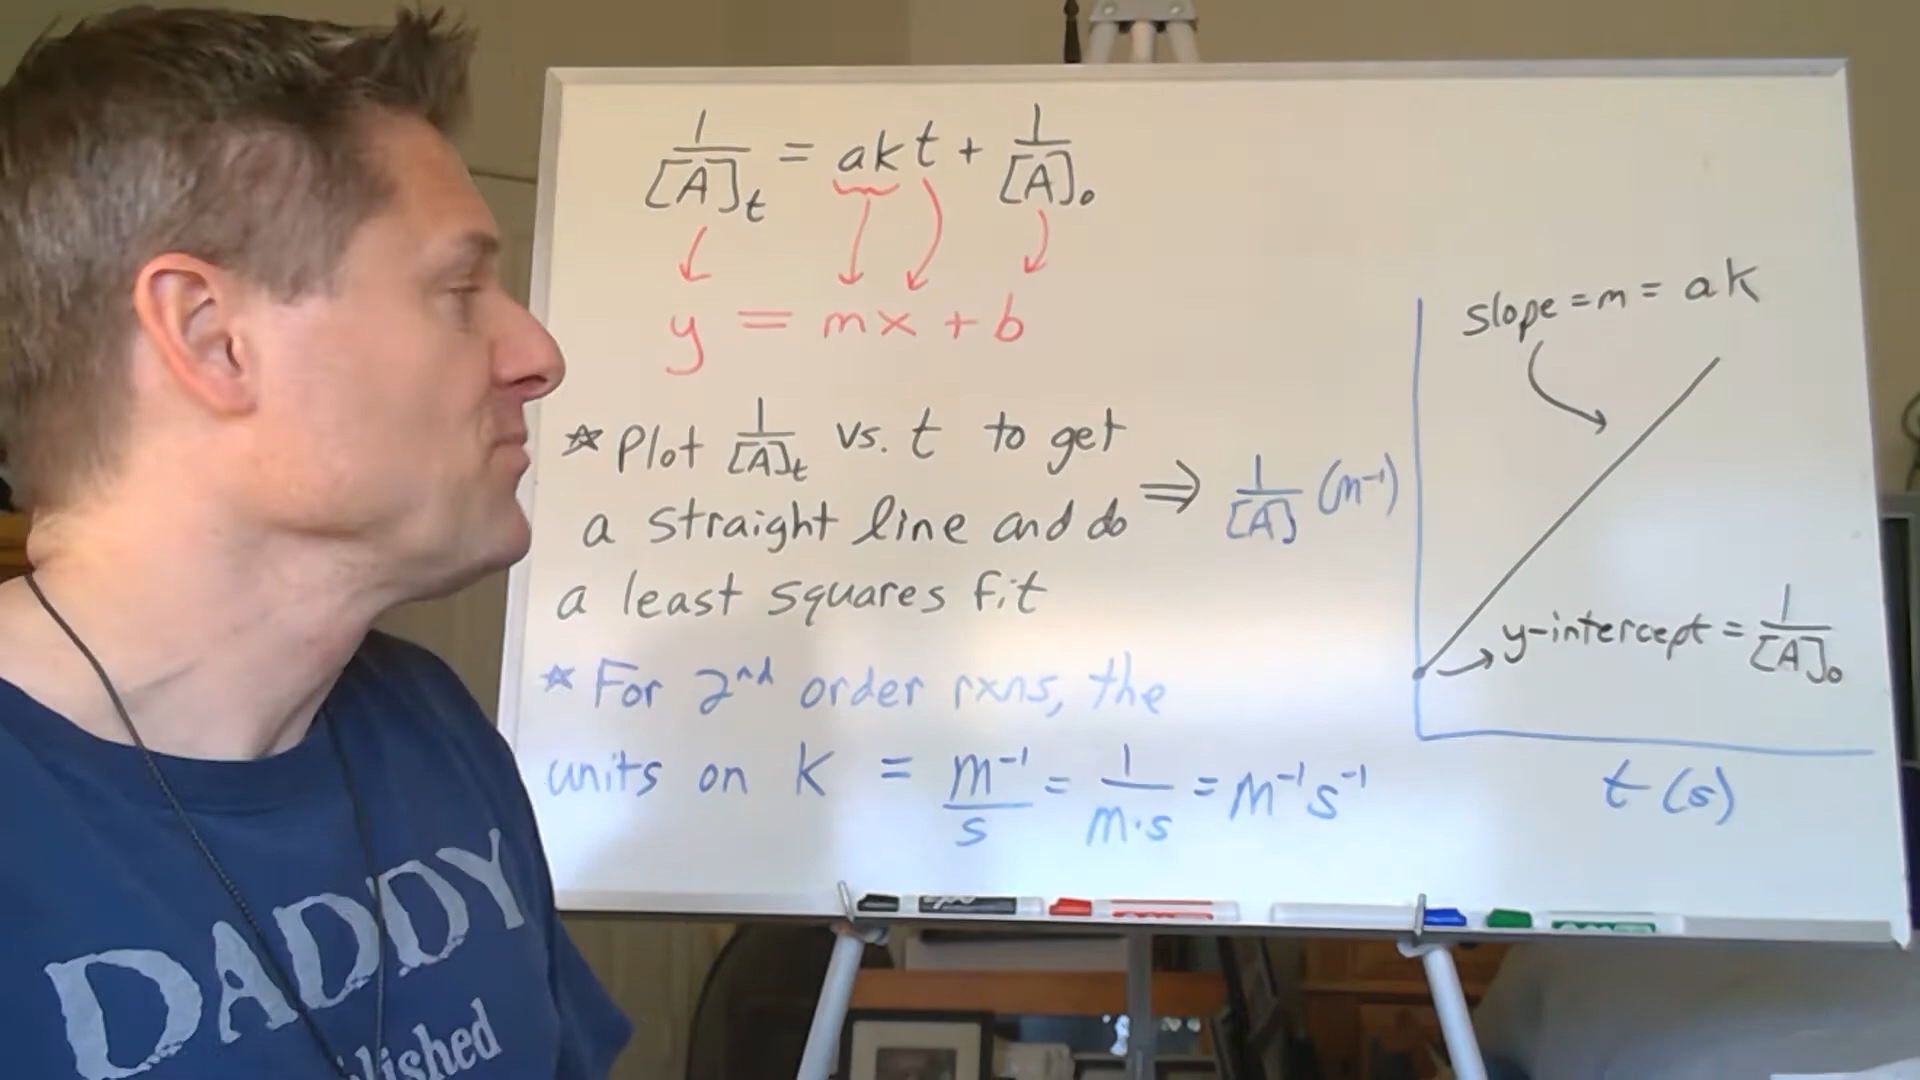 1/[A]t = akt + 1/[A]₀
y = mx + b
☆ Plot 1/[A]t vs. t to get
a straight line and do
a least squares fit
⇒ 1/[A] (M⁻¹)
slope = m = ak
y-intercept = 1/[A]₀
t (s)
☆ For 2nd order rxns, the
units on k = M⁻¹/s = 1/M·s = M⁻¹s⁻¹
DADDY
lished